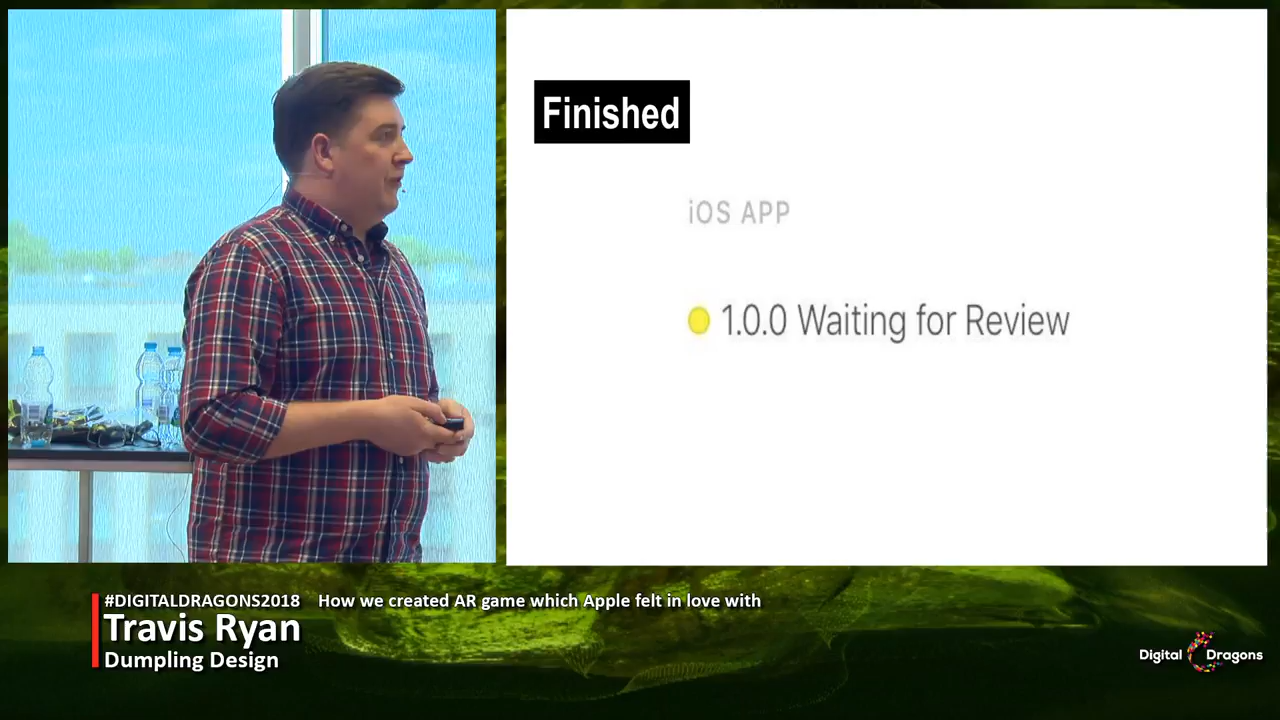 Finished
iOS APP
1.0.0 Waiting for Review
#DIGITALDRAGONS2018 How we created AR game which Apple felt in love with
Travis Ryan
Dumpling Design
Digital Dragons